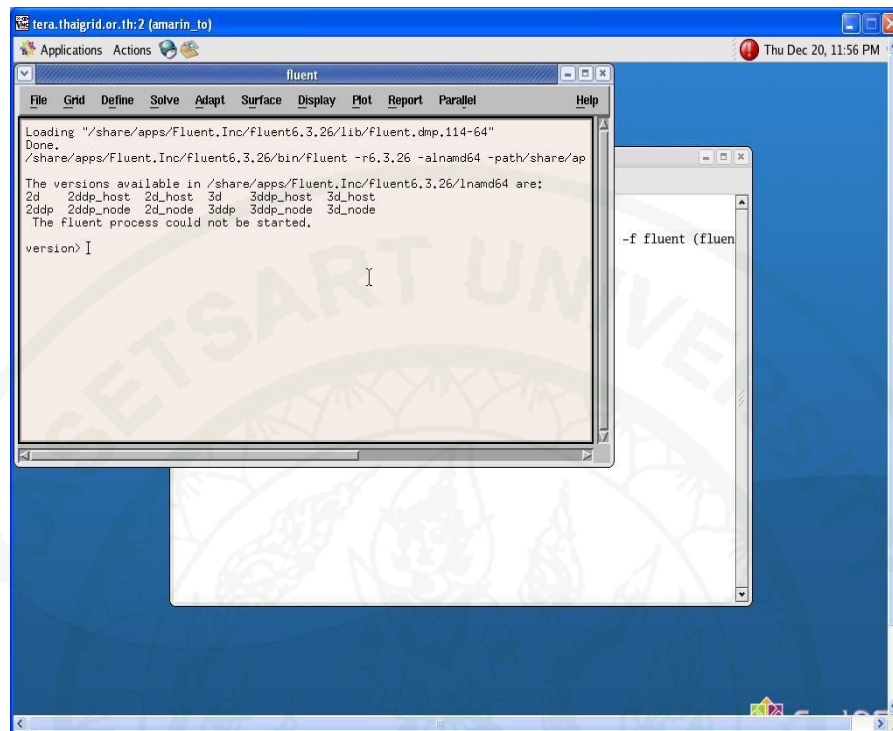 tera.thaigrid.or.th:2 (amarin_to)
Applications Actions Thu Dec 20, 11:56 PM
fluent
File Grid Define Solve Adapt Surface Display Plot Report Parallel Help
Loading "/share/apps/Fluent.Inc/fluent6.3.26/lib/fluent.dmp.114-64"
Done.
/share/apps/Fluent.Inc/fluent6.3.26/bin/fluent -r6.3.26 -alnamd64 -path/share/ap
The versions available in /share/apps/Fluent.Inc/fluent6.3.26/lnamd64 are:
2d 2ddp_host 2d_host 3d 3ddp_host 3d_host
2ddp 2ddp_node 2d_node 3ddp 3ddp_node 3d_node
The fluent process could not be started.
-f fluent (fluen
version>
KASETSART UNIVERSITY